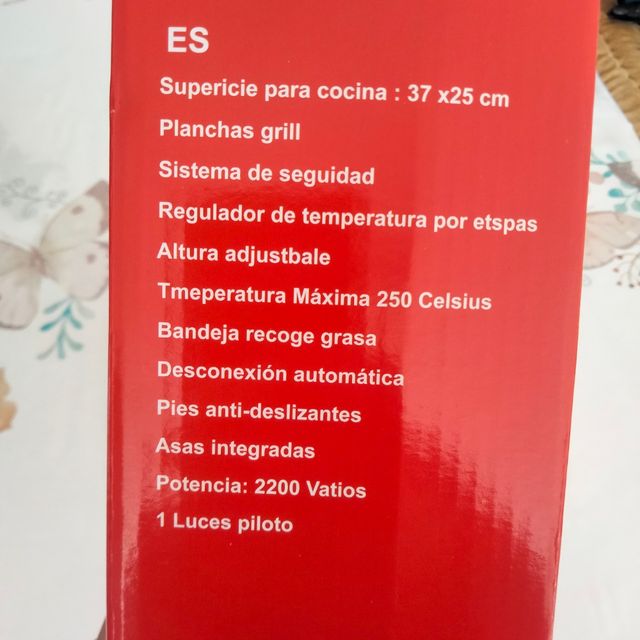 ES
Supericie para cocina : 37 x25 cm
Planchas grill
Sistema de seguidad
Regulador de temperatura por etspas
Altura adjustbale
Tmeperatura Máxima 250 Celsius
Bandeja recoge grasa
Desconexión automática
Pies anti-deslizantes
Asas integradas
Potencia: 2200 Vatios
1 Luces piloto